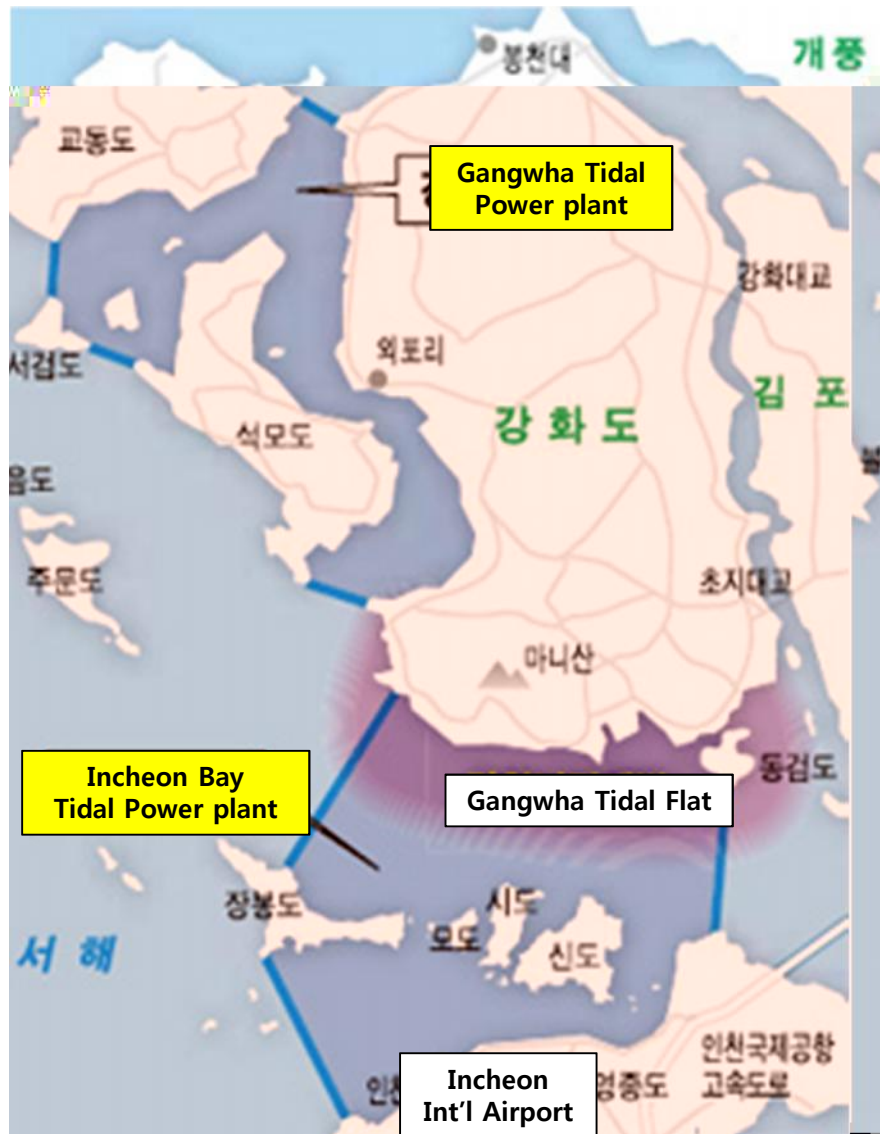 봉천대
개풍
교동도
Gangwha Tidal
Power plant
강화대교
외포리
서검도
김 포
강 화 도
석모도
음도
주문도
초지대교
마니산
Incheon Bay
Tidal Power plant
동검도
Gangwha Tidal Flat
장봉도
시도
모도
신도
서 해
인천국제공항
고속도로
Incheon
Int'l Airport
인천
영종도